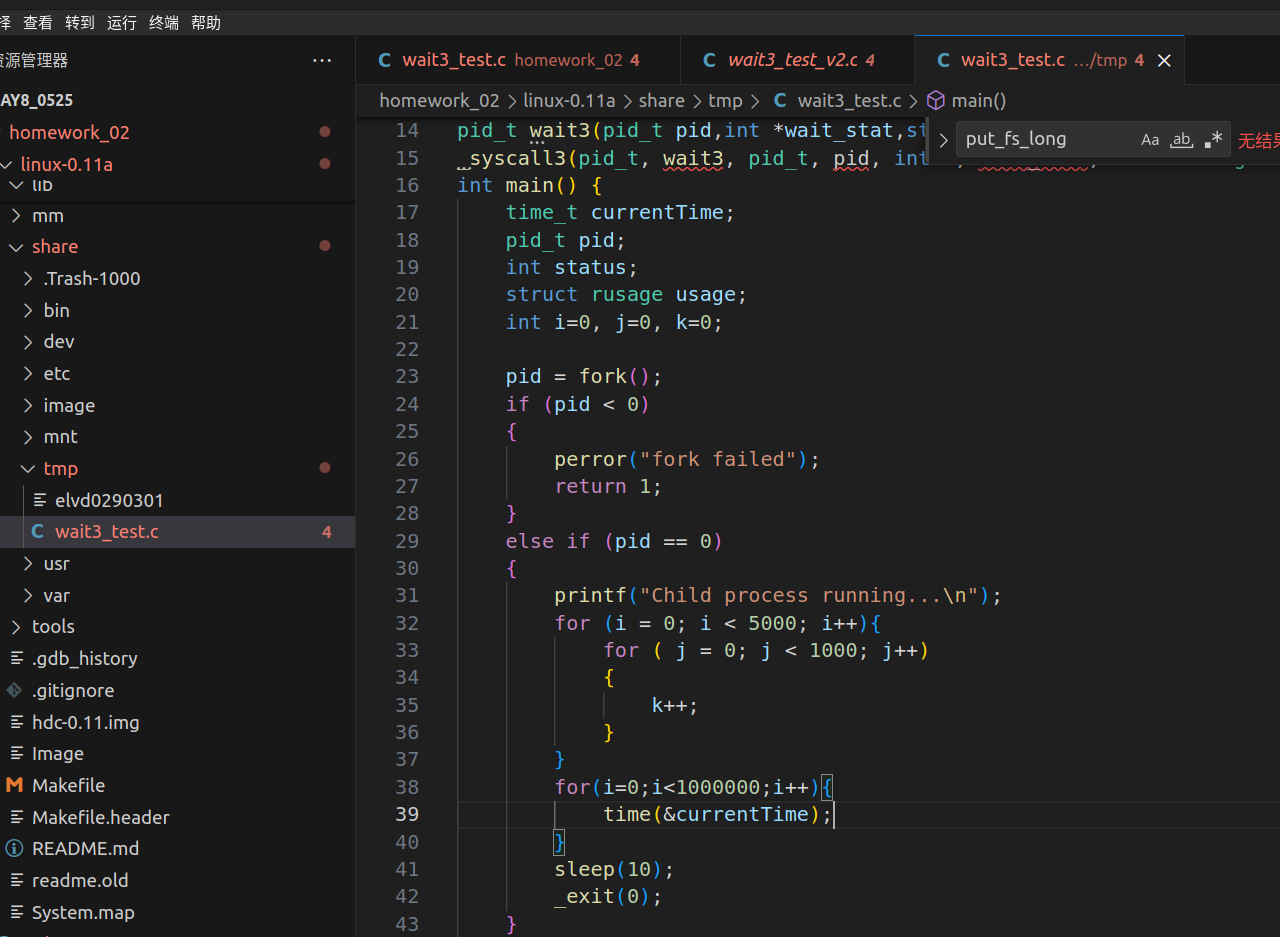 择 查看 转到 运行 终端 帮助
资源管理器 ...
AY8_0525
homework_02
linux-0.11a
lib
mm
share
.Trash-1000
bin
dev
etc
image
mnt
tmp
elvd0290301
C wait3_test.c 4
usr
var
tools
.gdb_history
.gitignore
hdc-0.11.img
Image
M Makefile
Makefile.header
README.md
readme.old
System.map
C wait3_test.c homework_02 4
C wait3_test_v2.c 4
C wait3_test.c .../tmp 4
homework_02 > linux-0.11a > share > tmp > C wait3_test.c > main()
put_fs_long Aa ab .* 无结果
14 pid_t wait3(pid_t pid,int *wait_stat,st
15 _syscall3(pid_t, wait3, pid_t, pid, int
16 int main() {
17 time_t currentTime;
18 pid_t pid;
19 int status;
20 struct rusage usage;
21 int i=0, j=0, k=0;
22
23 pid = fork();
24 if (pid < 0)
25 {
26 perror("fork failed");
27 return 1;
28 }
29 else if (pid == 0)
30 {
31 printf("Child process running...\n");
32 for (i = 0; i < 5000; i++){
33 for ( j = 0; j < 1000; j++)
34 {
35 k++;
36 }
37 }
38 for(i=0;i<1000000;i++){
39 time(&currentTime);
40 }
41 sleep(10);
42 _exit(0);
43 }